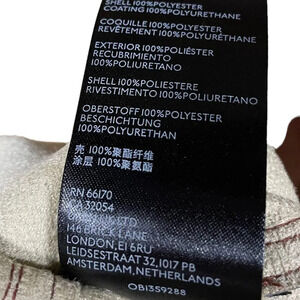 SHELL 100%POLYESTER
COATING 100%POLYURETHANE
COQUILLE 100%POLYESTER
REVÊTEMENT 100%POLYURÉTHANE
EXTERIOR 100%POLIÉSTER
RECUBRIMIENTO
100%POLIURETANO
SHELL 100%POLIESTERE
RIVESTIMENTO 100%POLIURETANO
OBERSTOFF 100%POLYESTER
BESCHICHTUNG
100%POLYURETHAN
壳 100%聚酯纤维
涂层 100%聚氨酯
RN 66170
CA 32054
LTD
146 BRICK LANE
LONDON, E1 6RU
LEIDSESTRAAT 32, 1017 PB
AMSTERDAM, NETHERLANDS
OB1359288